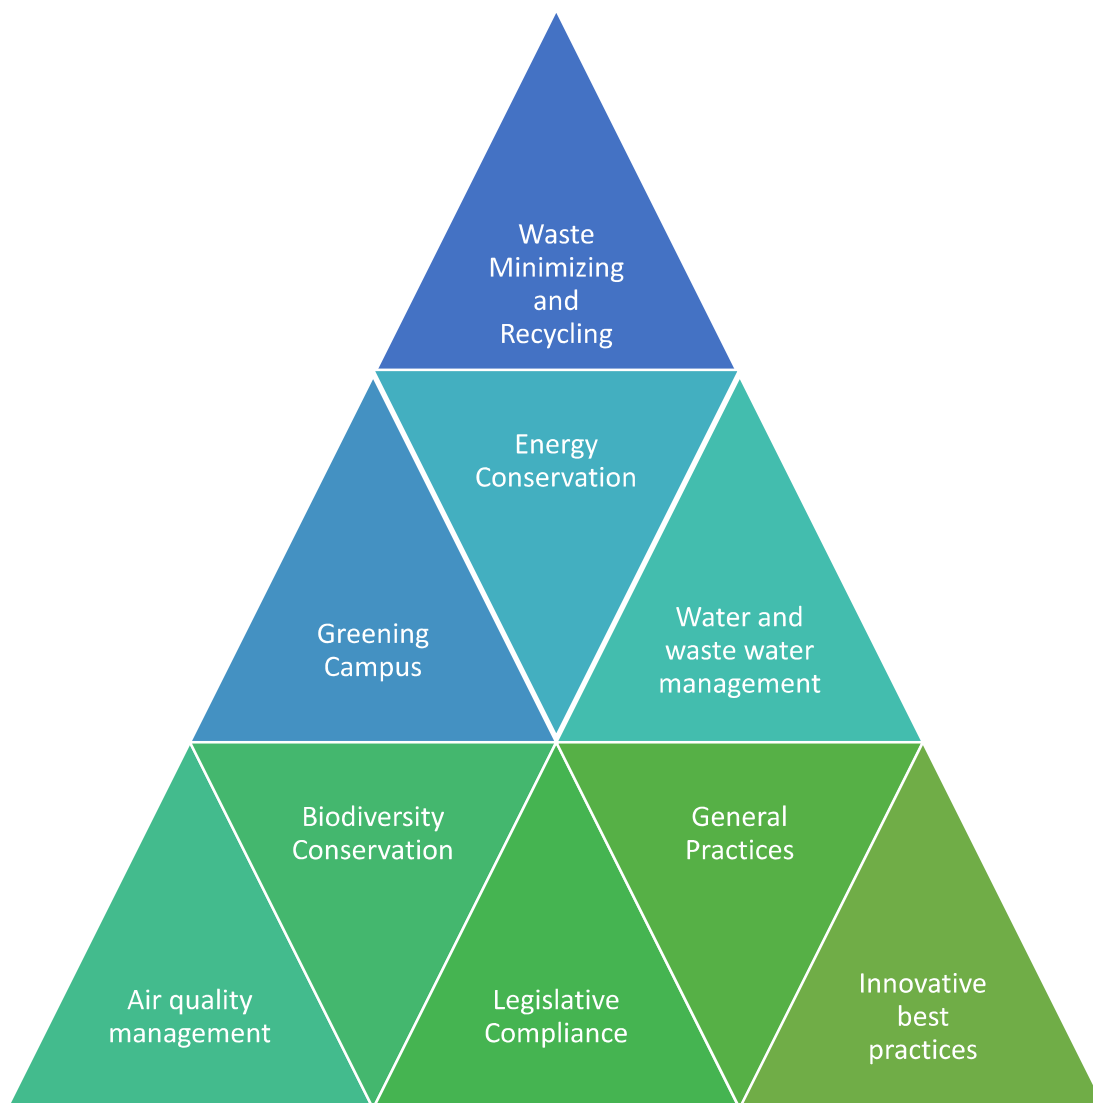 Waste
Minimizing
and
Recycling
Energy
Conservation
Greening
Campus
Water and
waste water
management
Biodiversity
Conservation
General
Practices
Air quality
management
Legislative
Compliance
Innovative
best
practices